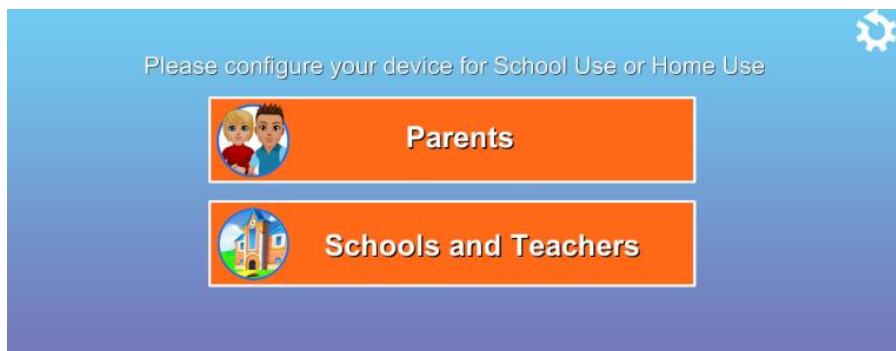 Please configure your device for School Use or Home Use
Parents
Schools and Teachers